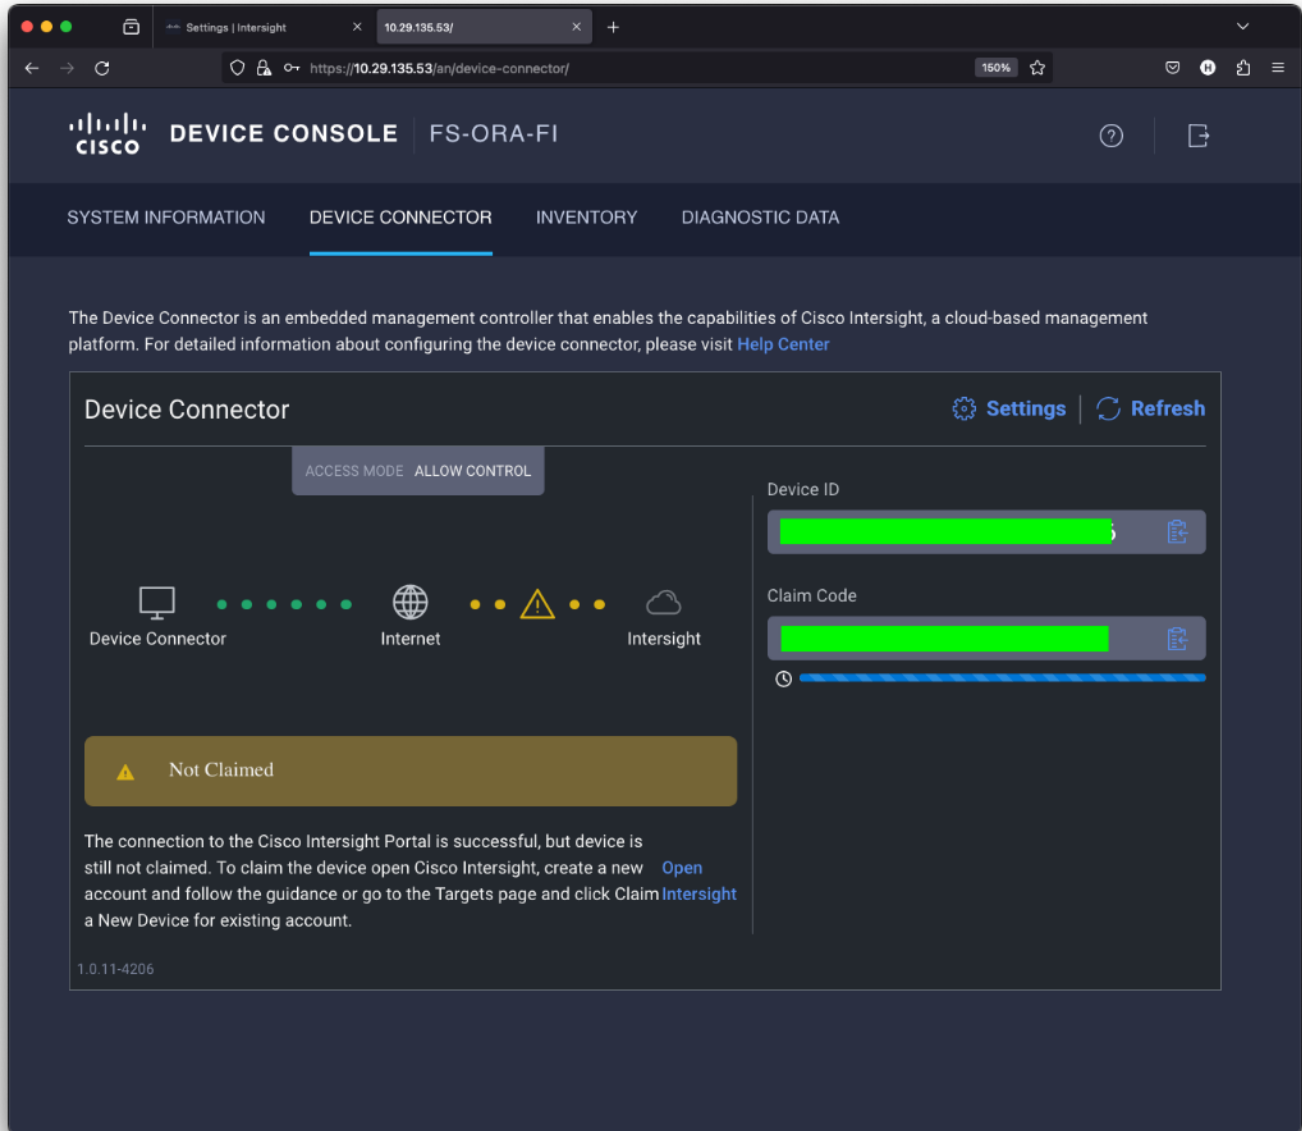 Settings | Intersight
10.29.135.53/
https://10.29.135.53/an/device-connector/
150%
H
CISCO
DEVICE CONSOLE
FS-ORA-FI
SYSTEM INFORMATION
DEVICE CONNECTOR
INVENTORY
DIAGNOSTIC DATA
The Device Connector is an embedded management controller that enables the capabilities of Cisco Intersight, a cloud-based management
platform. For detailed information about configuring the device connector, please visit Help Center
Device Connector
Settings
Refresh
ACCESS MODE ALLOW CONTROL
Device Connector
Internet
Intersight
Not Claimed
The connection to the Cisco Intersight Portal is successful, but device is
still not claimed. To claim the device open Cisco Intersight, create a new
account and follow the guidance or go to the Targets page and click Claim
a New Device for existing account.
Open
Intersight
1.0.11-4206
Device ID
Claim Code